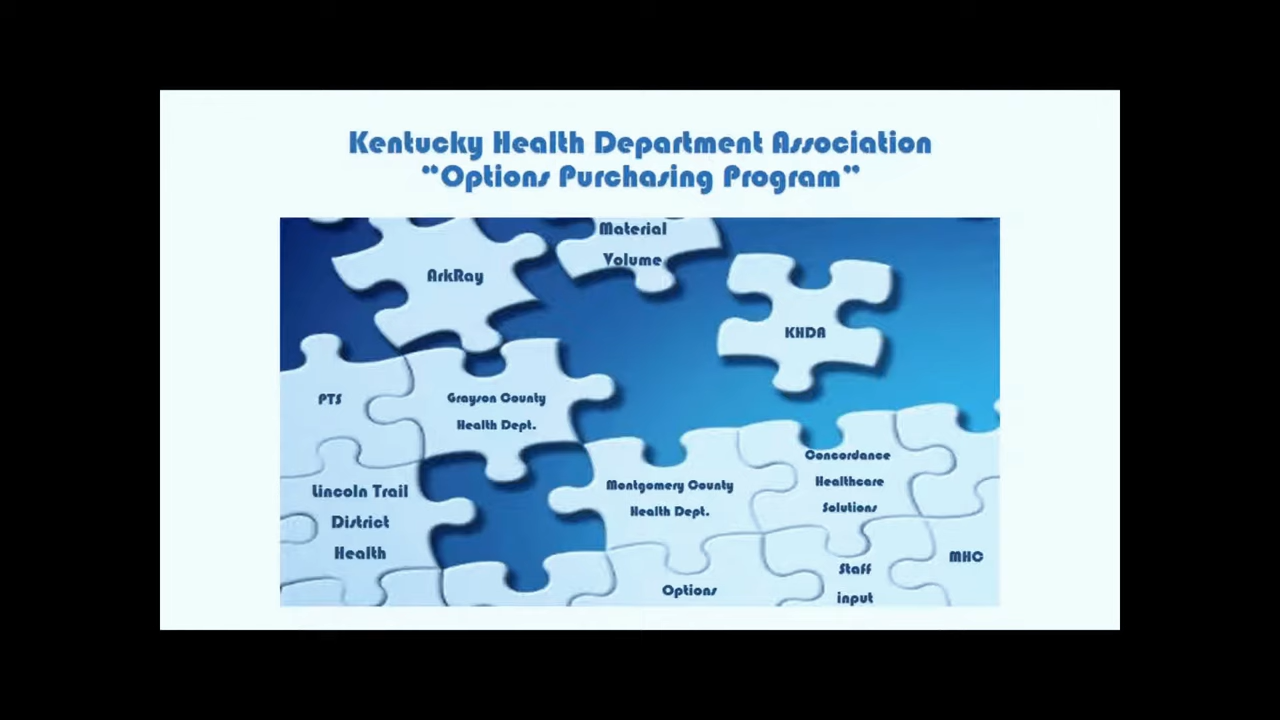 Kentucky Health Department Association
“Options Purchasing Program”
Material
Volume
ArkRay
KHDA
PTS
Grayson County
Health Dept.
Lincoln Trail
District
Health
Montgomery County
Health Dept.
Concordance
Healthcare
Solutions
Options
Staff
input
MHC